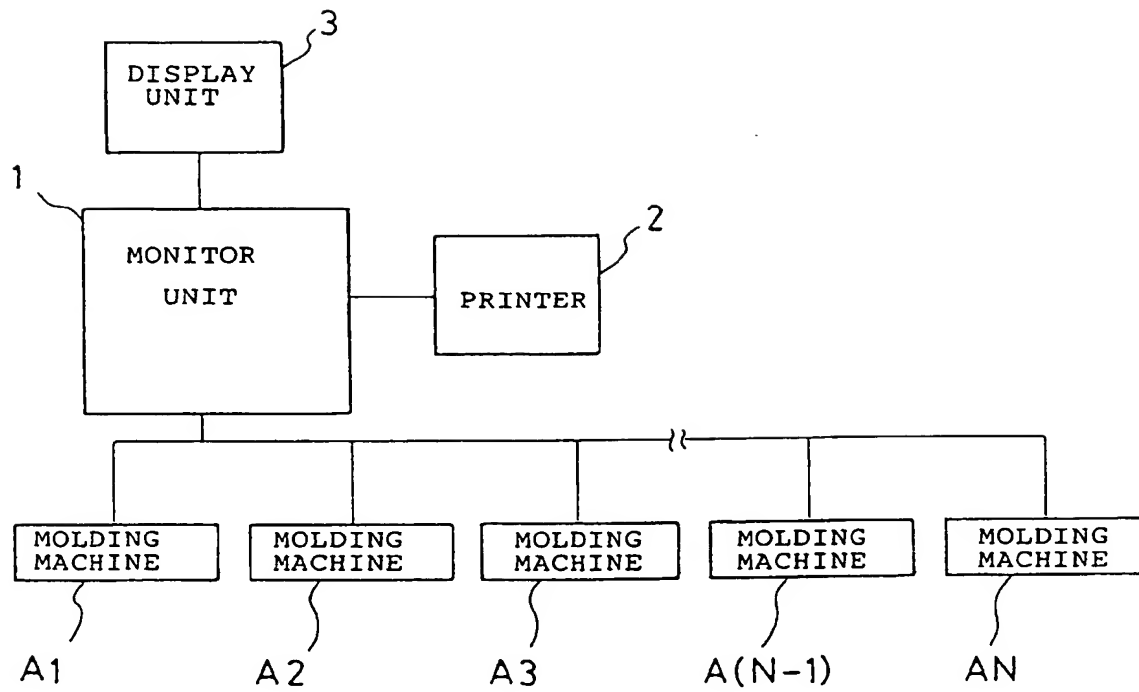 3
DISPLAY
UNIT
1
MONITOR
UNIT
2
PRINTER
MOLDING
MACHINE
MOLDING
MACHINE
MOLDING
MACHINE
MOLDING
MACHINE
MOLDING
MACHINE
A1
A2
A3
A(N-1)
AN